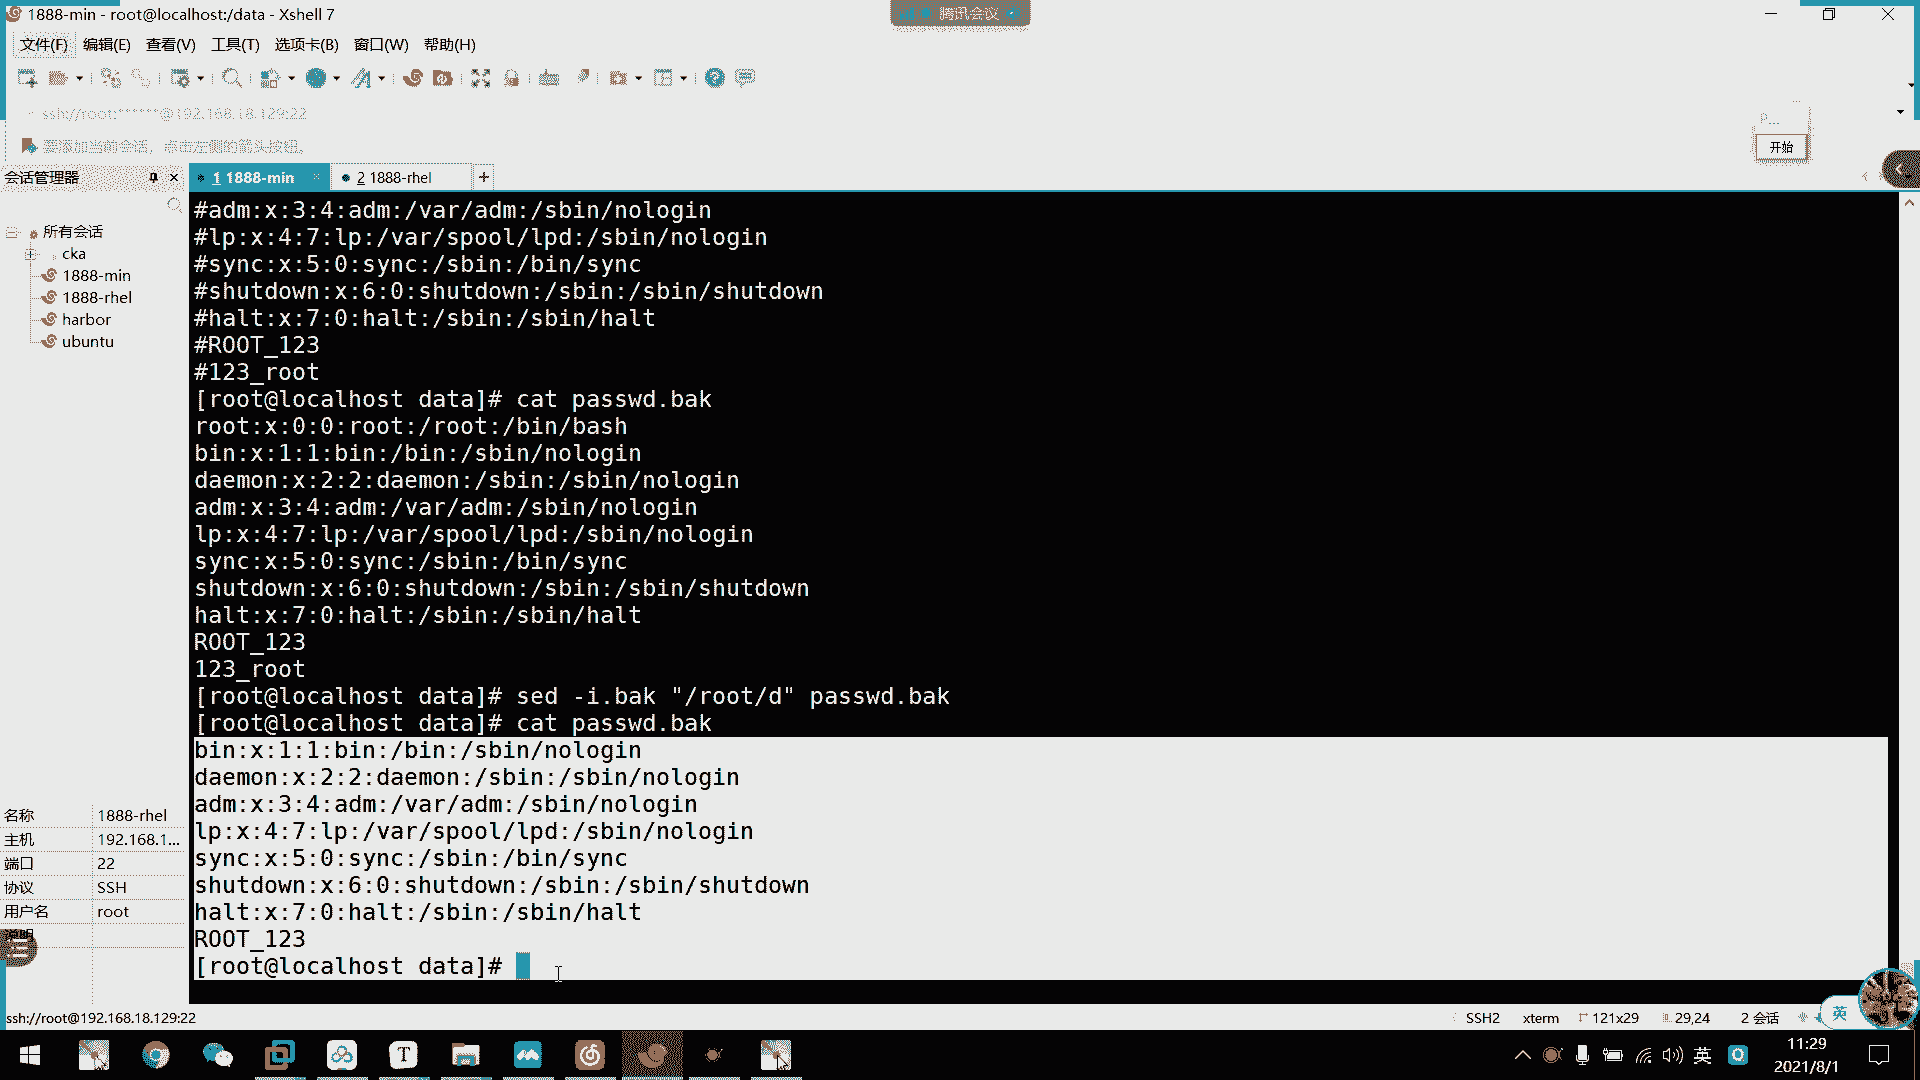 1888-min - root@localhost:/data - Xshell 7
腾讯会议
文件(F) 编辑(E) 查看(V) 工具(T) 选项卡(B) 窗口(W) 帮助(H)
ssh://root:******@192.168.18.129:22
要添加当前会话，点击左侧的箭头按钮。
P...
开始
会话管理器
1 1888-min
2 1888-rhel
+
所有会话
cka
1888-min
1888-rhel
harbor
ubuntu
#adm:x:3:4:adm:/var/adm:/sbin/nologin
#lp:x:4:7:lp:/var/spool/lpd:/sbin/nologin
#sync:x:5:0:sync:/sbin:/bin/sync
#shutdown:x:6:0:shutdown:/sbin:/sbin/shutdown
#halt:x:7:0:halt:/sbin:/sbin/halt
#ROOT_123
#123_root
[root@localhost data]# cat passwd.bak
root:x:0:0:root:/root:/bin/bash
bin:x:1:1:bin:/bin:/sbin/nologin
daemon:x:2:2:daemon:/sbin:/sbin/nologin
adm:x:3:4:adm:/var/adm:/sbin/nologin
lp:x:4:7:lp:/var/spool/lpd:/sbin/nologin
sync:x:5:0:sync:/sbin:/bin/sync
shutdown:x:6:0:shutdown:/sbin:/sbin/shutdown
halt:x:7:0:halt:/sbin:/sbin/halt
ROOT_123
123_root
[root@localhost data]# sed -i.bak "/root/d" passwd.bak
[root@localhost data]# cat passwd.bak
bin:x:1:1:bin:/bin:/sbin/nologin
daemon:x:2:2:daemon:/sbin:/sbin/nologin
adm:x:3:4:adm:/var/adm:/sbin/nologin
lp:x:4:7:lp:/var/spool/lpd:/sbin/nologin
sync:x:5:0:sync:/sbin:/bin/sync
shutdown:x:6:0:shutdown:/sbin:/sbin/shutdown
halt:x:7:0:halt:/sbin:/sbin/halt
ROOT_123
[root@localhost data]#
名称 1888-rhel
主机 192.168.1...
端口 22
协议 SSH
用户名 root
说明
ssh://root@192.168.18.129:22
SSH2 xterm 121x29 29,24 2 会话
英
T
英
11:29
2021/8/1